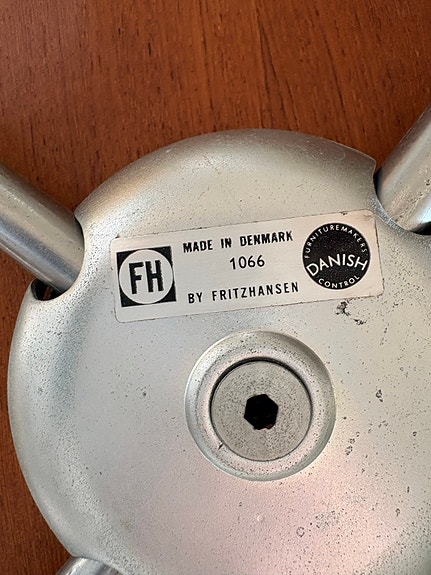 FH
MADE IN DENMARK
1066
BY FRITZHANSEN
FURNITUREMAKERS
DANISH
CONTROL